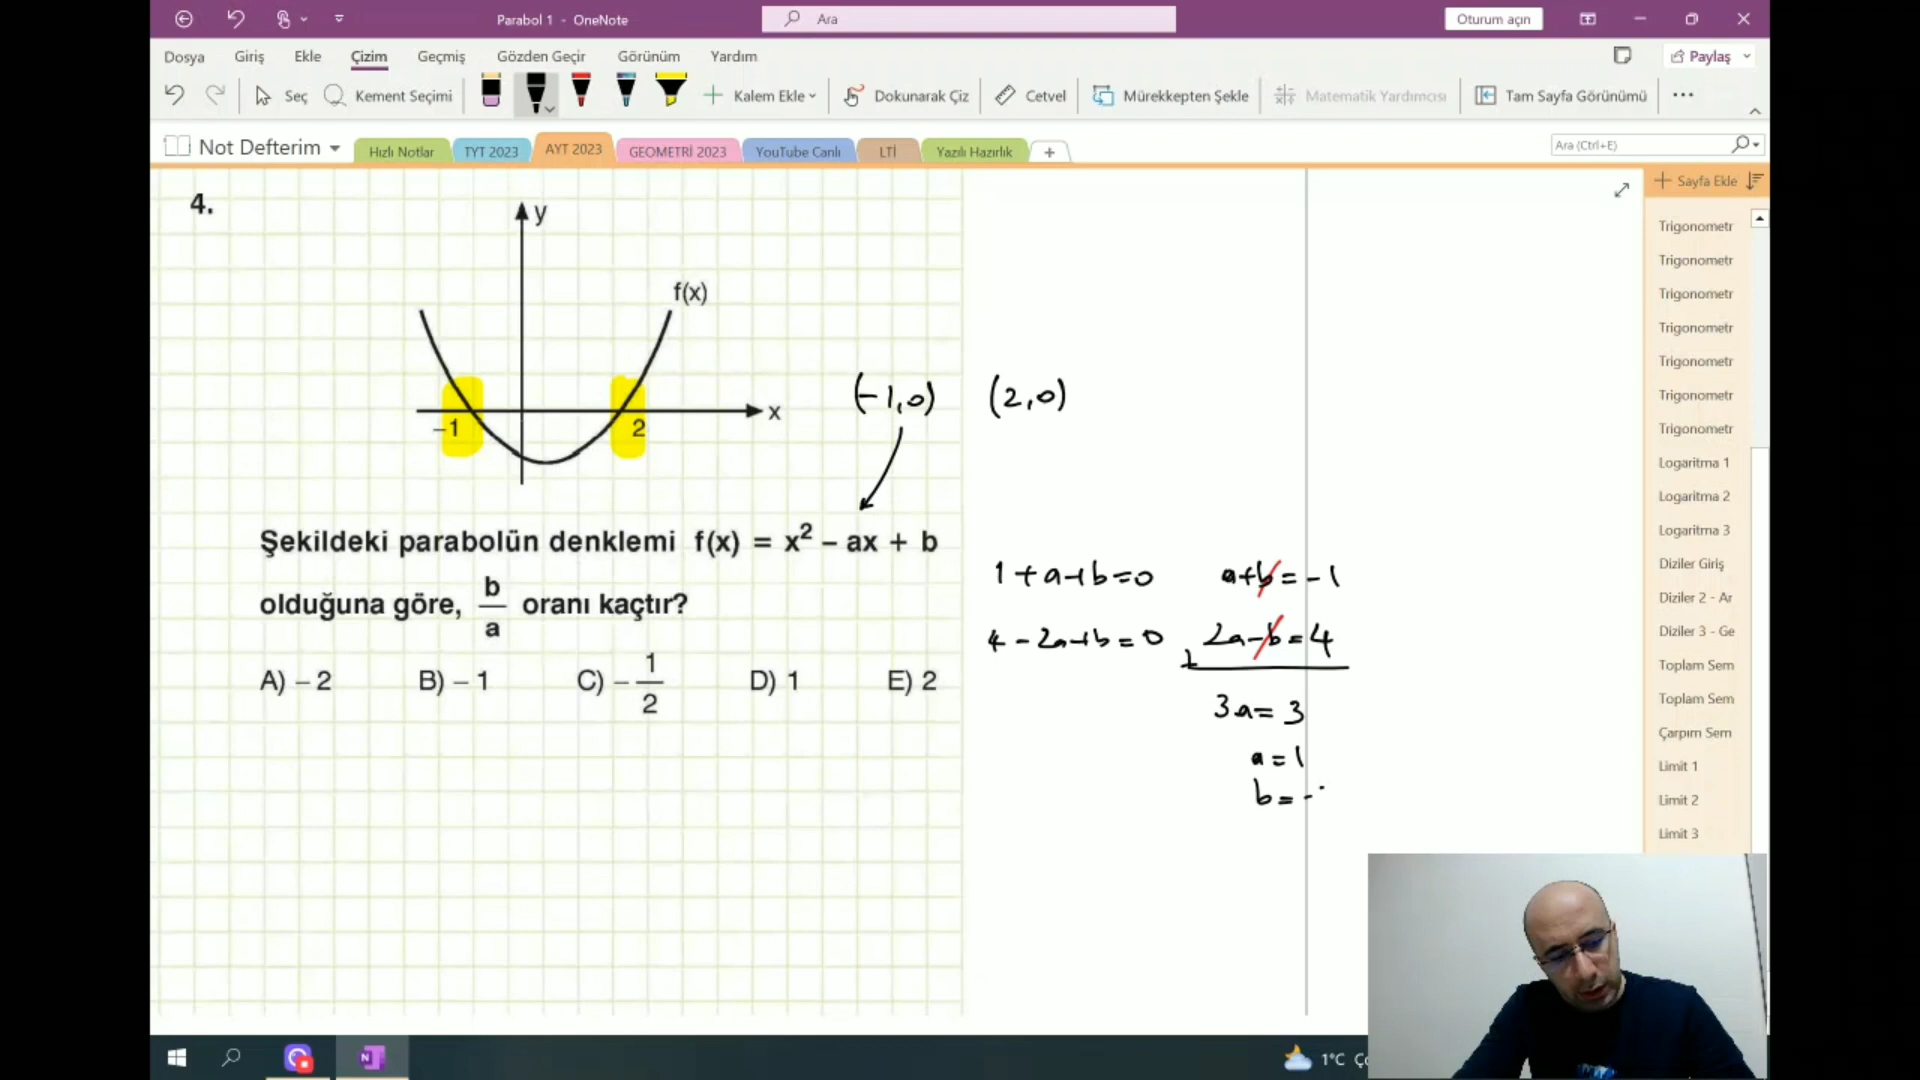 Parabol 1 - OneNote
Ara
Oturum açın
Dosya Giriş Ekle Çizim Geçmiş Gözden Geçir Görünüm Yardım
Paylaş
Seç Kement Seçimi Kalem Ekle Dokunarak Çiz Cetvel Mürekkepten Şekle Matematik Yardımcısı Tam Sayfa Görünümü
Not Defterim Hızlı Notlar TYT 2023 AYT 2023 GEOMETRİ 2023 YouTube Canlı LTİ Yazılı Hazırlık +
Ara (Ctrl+E)
Sayfa Ekle
Trigonometr
Trigonometr
Trigonometr
Trigonometr
Trigonometr
Trigonometr
Trigonometr
Logaritma 1
Logaritma 2
Logaritma 3
Diziler Giriş
Diziler 2 - Ar
Diziler 3 - Ge
Toplam Sem
Toplam Sem
Çarpım Sem
Limit 1
Limit 2
Limit 3
4.
y
f(x)
x
-1 2
(-1,0) (2,0)
Şekildeki parabolün denklemi f(x) = x² – ax + b
olduğuna göre, b/a oranı kaçtır?
A) – 2 B) – 1 C) – 1/2 D) 1 E) 2
1+a+b=0 a+b=-1
4-2a+b=0 2a-b=4
+
3a=3
a=1
b=-
1°C